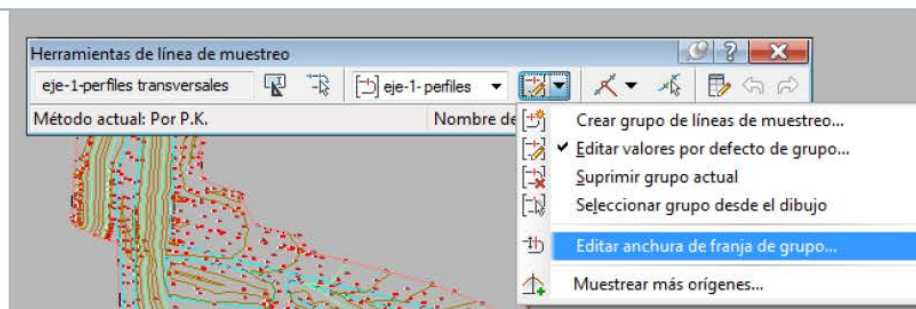 Herramientas de línea de muestreo
eje-1-perfiles transversales
eje-1- perfiles
Método actual: Por P.K.
Nombre de
Crear grupo de líneas de muestreo...
Editar valores por defecto de grupo...
Suprimir grupo actual
Seleccionar grupo desde el dibujo
Editar anchura de franja de grupo...
Muestrear más orígenes...